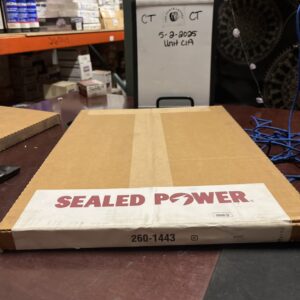 CT CT
5-2-2025
Unit C1A
SEALED POWER
260-1443